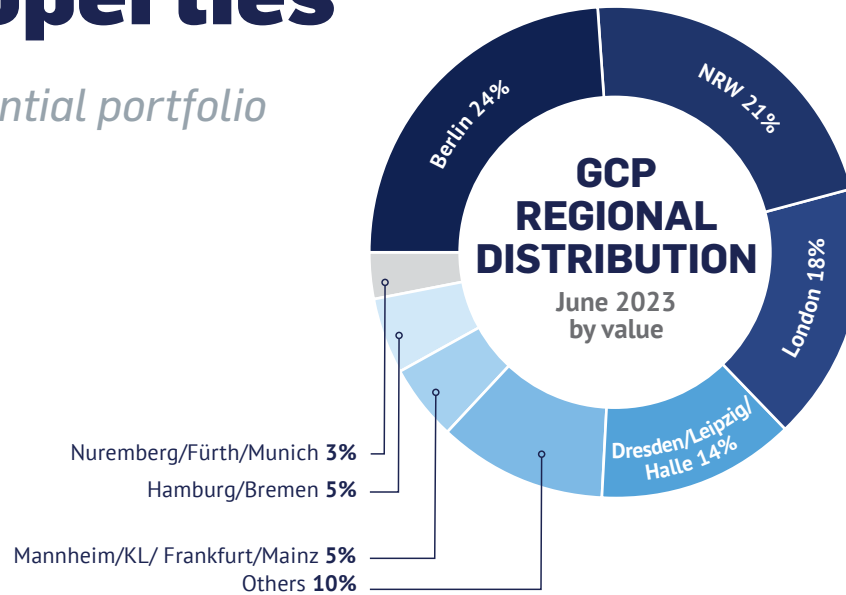 ntial portfolio
Berlin 24%
NRW 21%
GCP
REGIONAL
DISTRIBUTION
June 2023
by value
London 18%
Dresden/Leipzig/
Halle 14%
Nuremberg/Fürth/Munich 3%
Hamburg/Bremen 5%
Mannheim/KL/ Frankfurt/Mainz 5%
Others 10%